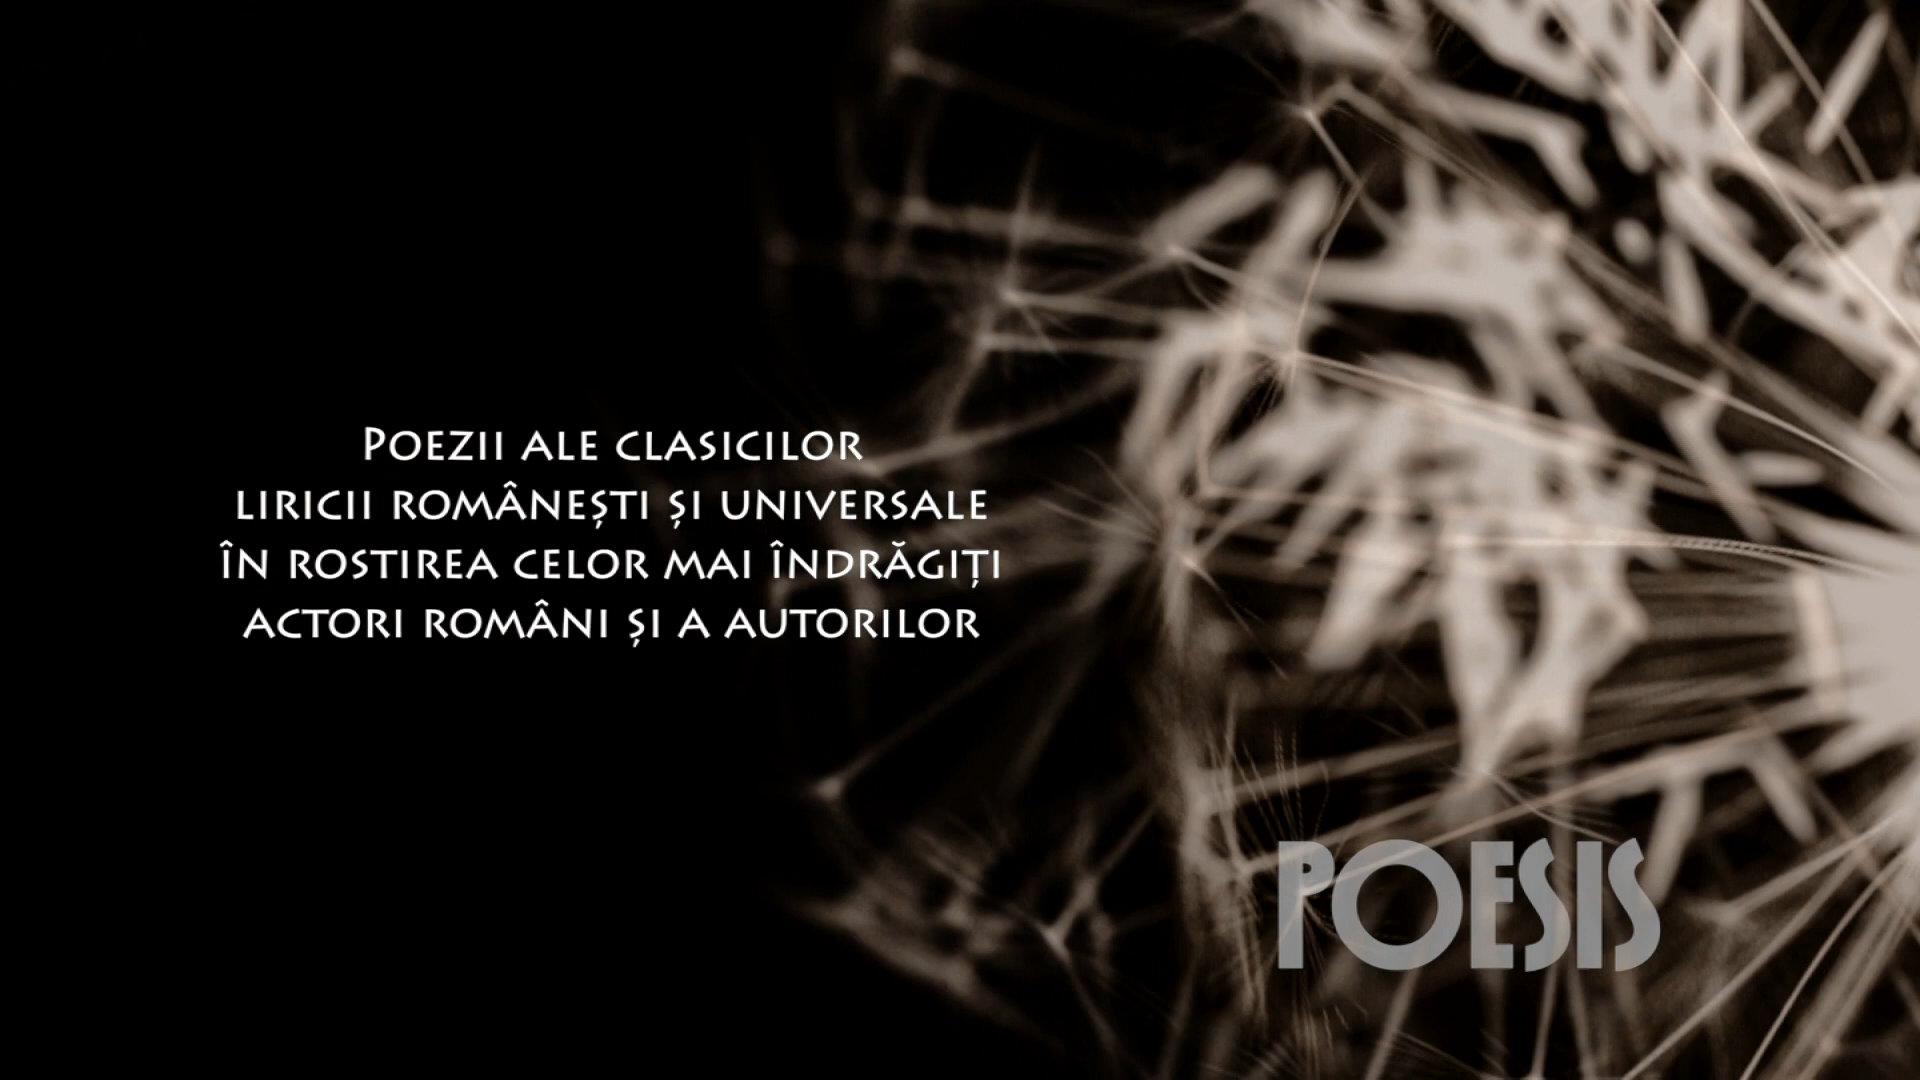 Poezii ale clasicilor
liricii românești și universale
în rostirea celor mai îndrăgiți
actori români și a autorilor
POESIS